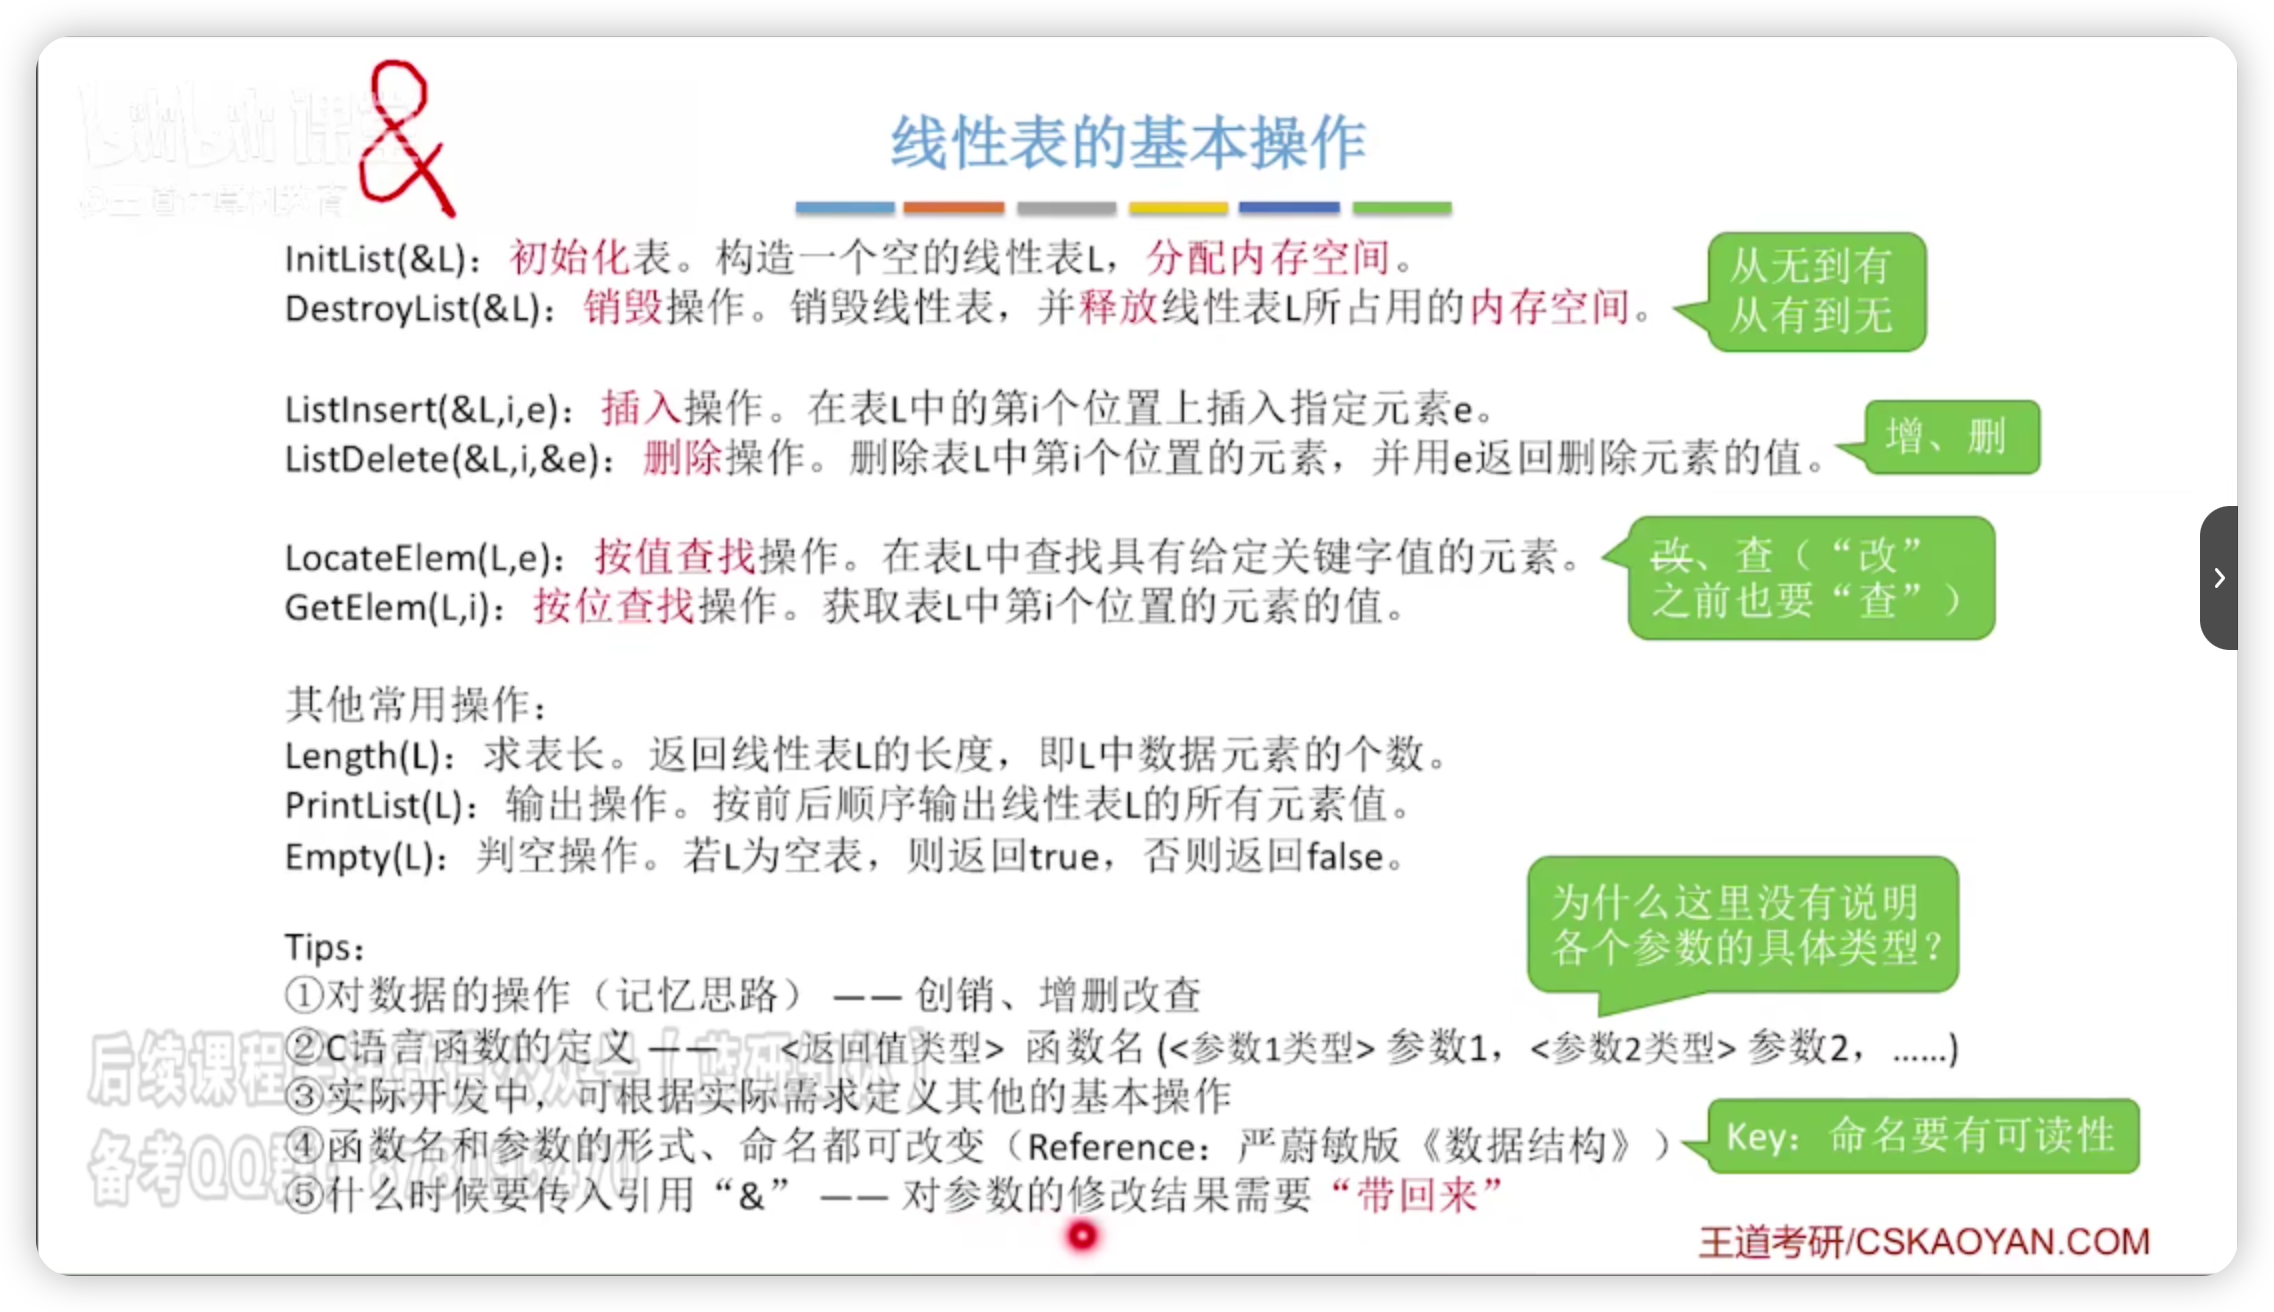 &
bilibili 课堂
@王道计算机教育
线性表的基本操作
InitList(&L)：初始化表。构造一个空的线性表L，分配内存空间。
DestroyList(&L)：销毁操作。销毁线性表，并释放线性表L所占用的内存空间。
从无到有
从有到无
ListInsert(&L,i,e)：插入操作。在表L中的第i个位置上插入指定元素e。
ListDelete(&L,i,&e)：删除操作。删除表L中第i个位置的元素，并用e返回删除元素的值。
增、删
LocateElem(L,e)：按值查找操作。在表L中查找具有给定关键字值的元素。
GetElem(L,i)：按位查找操作。获取表L中第i个位置的元素的值。
改、查（“改”
之前也要“查”）
其他常用操作：
Length(L)：求表长。返回线性表L的长度，即L中数据元素的个数。
PrintList(L)：输出操作。按前后顺序输出线性表L的所有元素值。
Empty(L)：判空操作。若L为空表，则返回true，否则返回false。
为什么这里没有说明
各个参数的具体类型？
Tips：
①对数据的操作（记忆思路） —— 创销、增删改查
②C语言函数的定义 —— <返回值类型> 函数名 (<参数1类型> 参数1，<参数2类型> 参数2，……)
③实际开发中，可根据实际需求定义其他的基本操作
④函数名和参数的形式、命名都可改变（Reference：严蔚敏版《数据结构》）
Key：命名要有可读性
⑤什么时候要传入引用“&” —— 对参数的修改结果需要“带回来”
后续课程
备考QQ群
王道考研/CSKAOYAN.COM